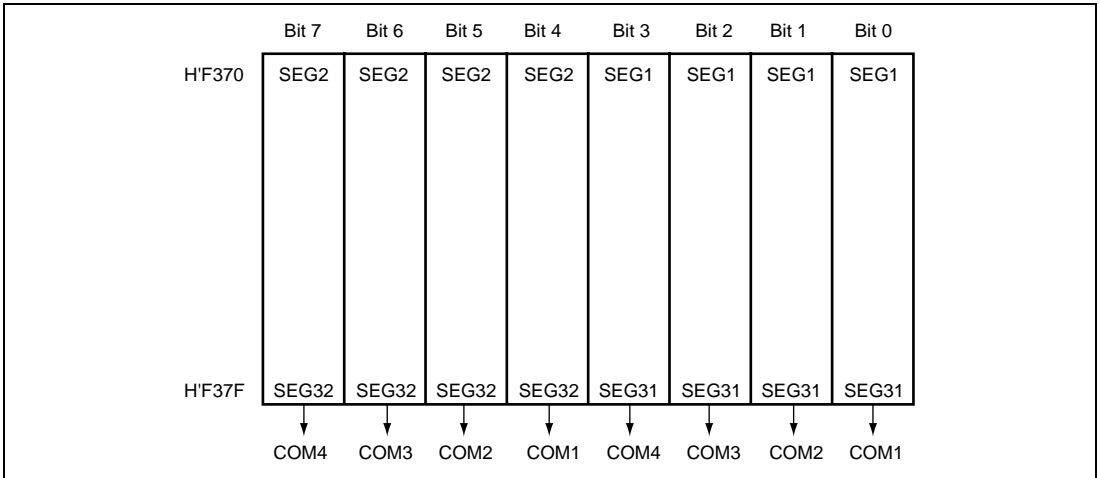 Bit 7 Bit 6 Bit 5 Bit 4 Bit 3 Bit 2 Bit 1 Bit 0
H'F370 SEG2 SEG2 SEG2 SEG2 SEG1 SEG1 SEG1 SEG1
H'F37F SEG32 SEG32 SEG32 SEG32 SEG31 SEG31 SEG31 SEG31
COM4 COM3 COM2 COM1 COM4 COM3 COM2 COM1